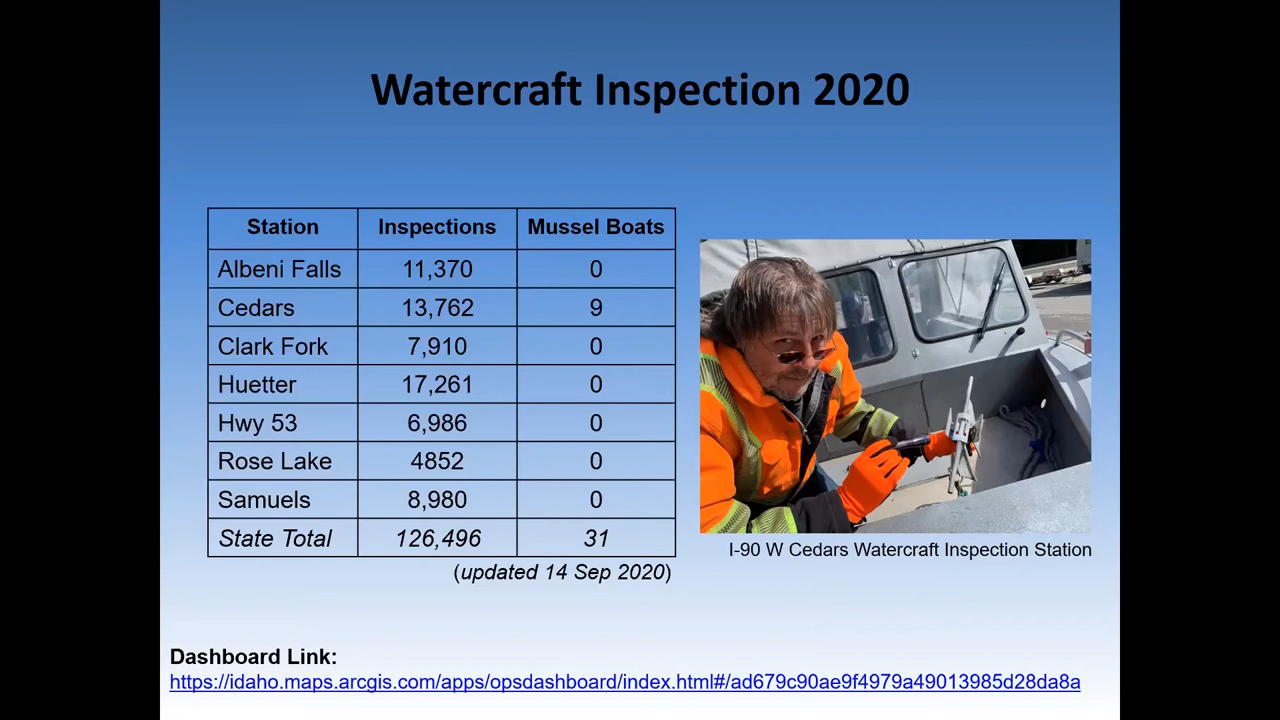 Watercraft Inspection 2020
Station Inspections Mussel Boats
Albeni Falls 11,370 0
Cedars 13,762 9
Clark Fork 7,910 0
Huetter 17,261 0
Hwy 53 6,986 0
Rose Lake 4852 0
Samuels 8,980 0
State Total 126,496 31
(updated 14 Sep 2020)
I-90 W Cedars Watercraft Inspection Station
Dashboard Link:
https://idaho.maps.arcgis.com/apps/opsdashboard/index.html#/ad679c90ae9f4979a49013985d28da8a